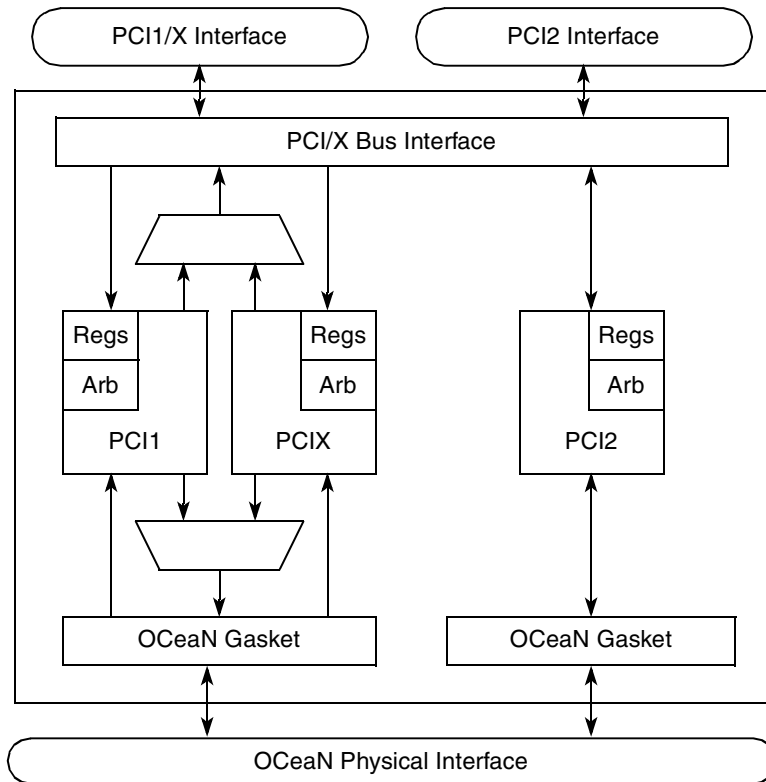 PCI1/X Interface
PCI2 Interface
PCI/X Bus Interface
Regs
Arb
PCI1
Regs
Arb
PCIX
Regs
Arb
PCI2
OCeaN Gasket
OCeaN Gasket
OCeaN Physical Interface